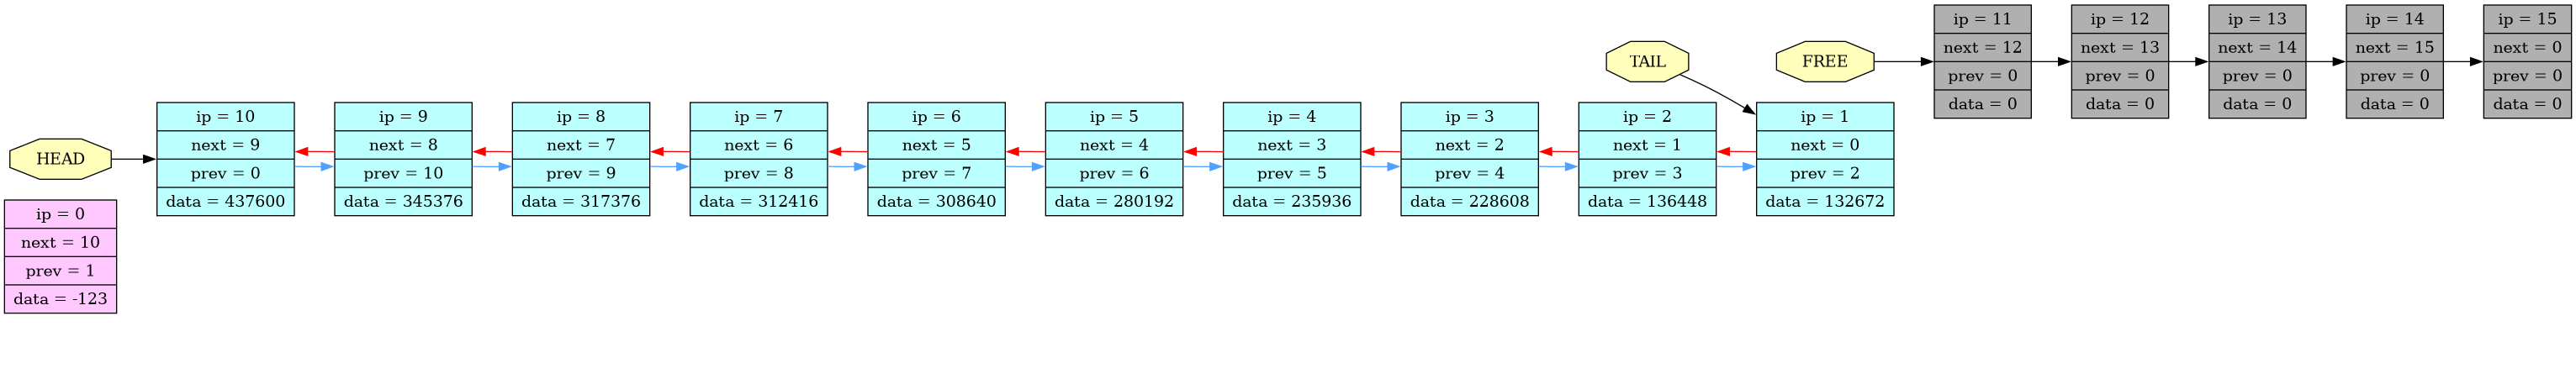 HEAD
ip = 0
next = 10
prev = 1
data = -123
ip = 10
next = 9
prev = 0
data = 437600
ip = 9
next = 8
prev = 10
data = 345376
ip = 8
next = 7
prev = 9
data = 317376
ip = 7
next = 6
prev = 8
data = 312416
ip = 6
next = 5
prev = 7
data = 308640
ip = 5
next = 4
prev = 6
data = 280192
ip = 4
next = 3
prev = 5
data = 235936
ip = 3
next = 2
prev = 4
data = 228608
ip = 2
next = 1
prev = 3
data = 136448
TAIL
ip = 1
next = 0
prev = 2
data = 132672
FREE
ip = 11
next = 12
prev = 0
data = 0
ip = 12
next = 13
prev = 0
data = 0
ip = 13
next = 14
prev = 0
data = 0
ip = 14
next = 15
prev = 0
data = 0
ip = 15
next = 0
prev = 0
data = 0